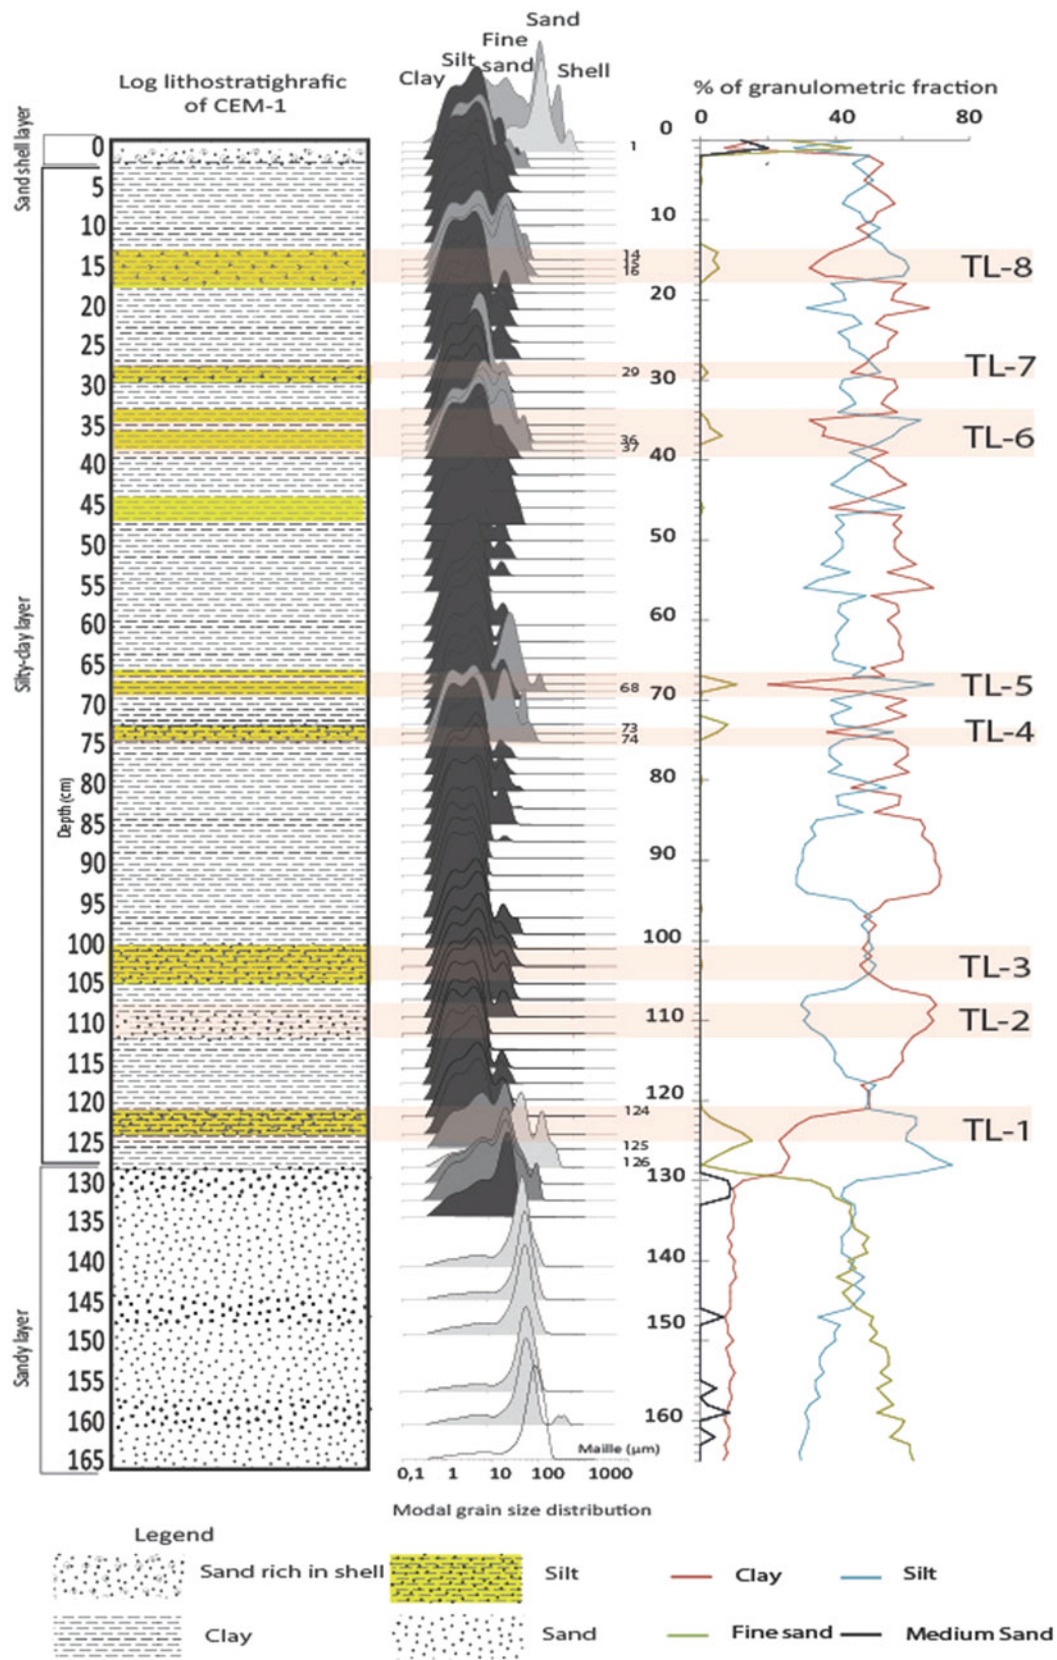 Log lithostratighrafic
of CEM-1
Clay
Silt
Fine
sand
Sand
Shell
% of granulometric fraction
0
40
80
Sand shell layer
Silty-clay layer
Sandy layer
Depth (cm)
0
5
10
15
20
25
30
35
40
45
50
55
60
65
70
75
80
85
90
95
100
105
110
115
120
125
130
135
140
145
150
155
160
165
1
14
15
16
29
36
37
68
73
74
124
125
126
0
10
20
30
40
50
60
70
80
90
100
110
120
130
140
150
160
TL-8
TL-7
TL-6
TL-5
TL-4
TL-3
TL-2
TL-1
Maille (µm)
0,1
1
10
100
1000
Modal grain size distribution
Legend
Sand rich in shell
Silt
Clay
Silt
Clay
Sand
Fine sand
Medium Sand